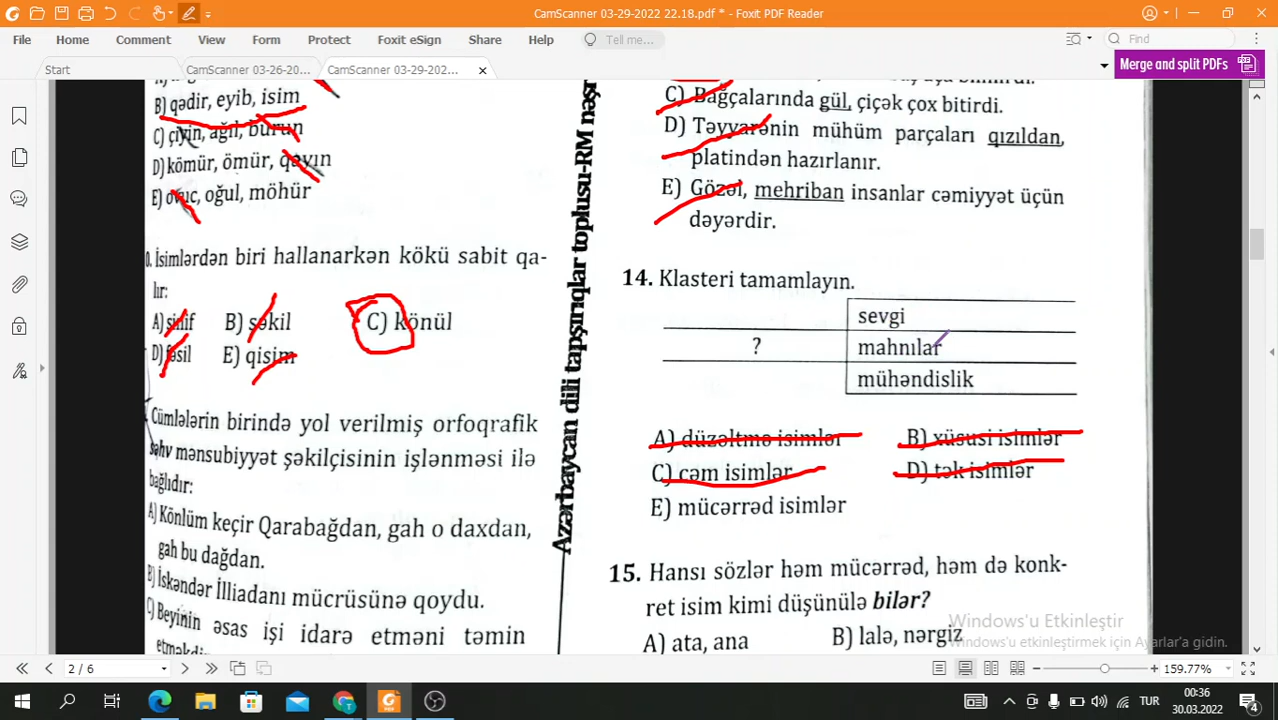 CamScanner 03-29-2022 22.18.pdf * - Foxit PDF Reader
File Home Comment View Form Protect Foxit eSign Share Help Tell me... Find
Start CamScanner 03-26-20... CamScanner 03-29-202... Merge and split PDFs
B) qədir, eyib, isim
C) çiyin, ağıl, burun
D) kömür, ömür, qayın
E) ovuc, oğul, möhür
0. İsimlərdən biri hallanarkən kökü sabit qa-
lır:
A) sinif B) şəkil C) könül
D) fəsil E) qisim
Cümlələrin birində yol verilmiş orfoqrafik
səhv mənsubiyyət şəkilçisinin işlənməsi ilə
bağlıdır:
A) Könlüm keçir Qarabağdan, gah o daxdan,
gah bu dağdan.
B) İskəndər İlliadanı mücrüsünə qoydu.
C) Beyinin əsas işi idarə etməni təmin
Azərbaycan dili tapşırıqlar toplusu-RM nəşr
C) Bağçalarında gül, çiçək çox bitirdi.
D) Təyyarənin mühüm parçaları qızıldan,
platindən hazırlanır.
E) Gözəl, mehriban insanlar cəmiyyət üçün
dəyərdir.
14. Klasteri tamamlayın.
sevgi
? mahnılar
mühəndislik
A) düzəltmə isimlər B) xüsusi isimlər
C) cəm isimlər D) tək isimlər
E) mücərrəd isimlər
15. Hansı sözlər həm mücərrəd, həm də konk-
ret isim kimi düşünülə bilər?
A) ata, ana B) lalə, nərgiz
Windows'u Etkinleştir
Windows'u etkinleştirmek için Ayarlar'a gidin.
2 / 6 159.77%
TUR 00:36
30.03.2022 4